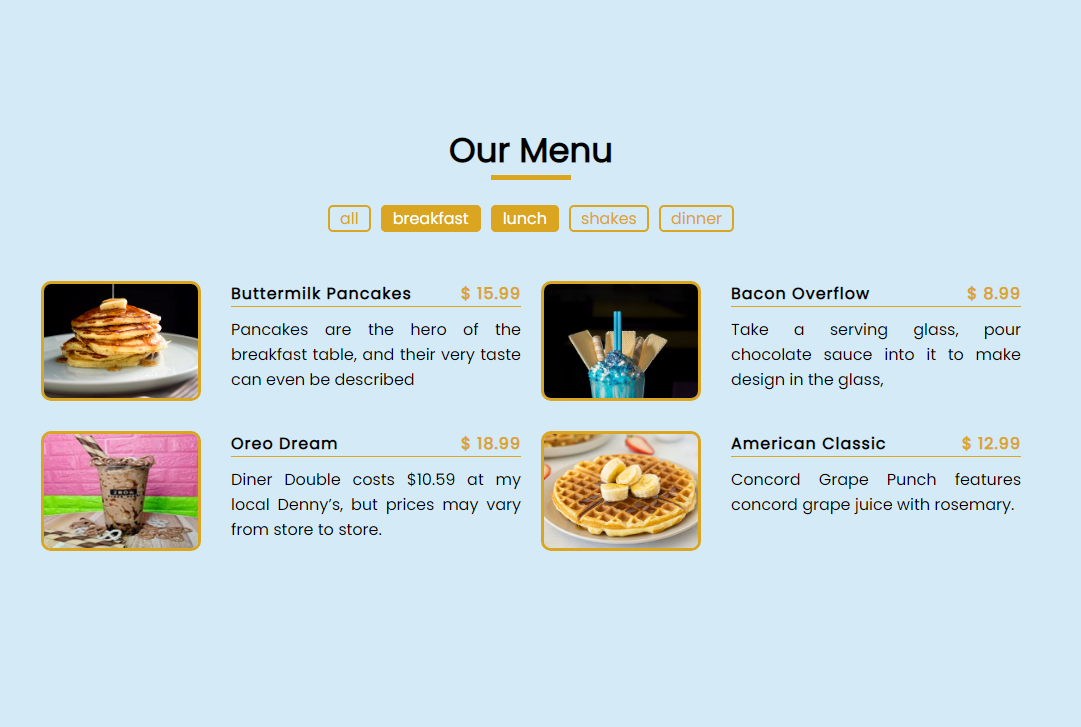 Our Menu
all breakfast lunch shakes dinner
Buttermilk Pancakes $ 15.99
Pancakes are the hero of the
breakfast table, and their very taste
can even be described
Bacon Overflow $ 8.99
Take a serving glass, pour
chocolate sauce into it to make
design in the glass,
Oreo Dream $ 18.99
Diner Double costs $10.59 at my
local Denny’s, but prices may vary
from store to store.
American Classic $ 12.99
Concord Grape Punch features
concord grape juice with rosemary.